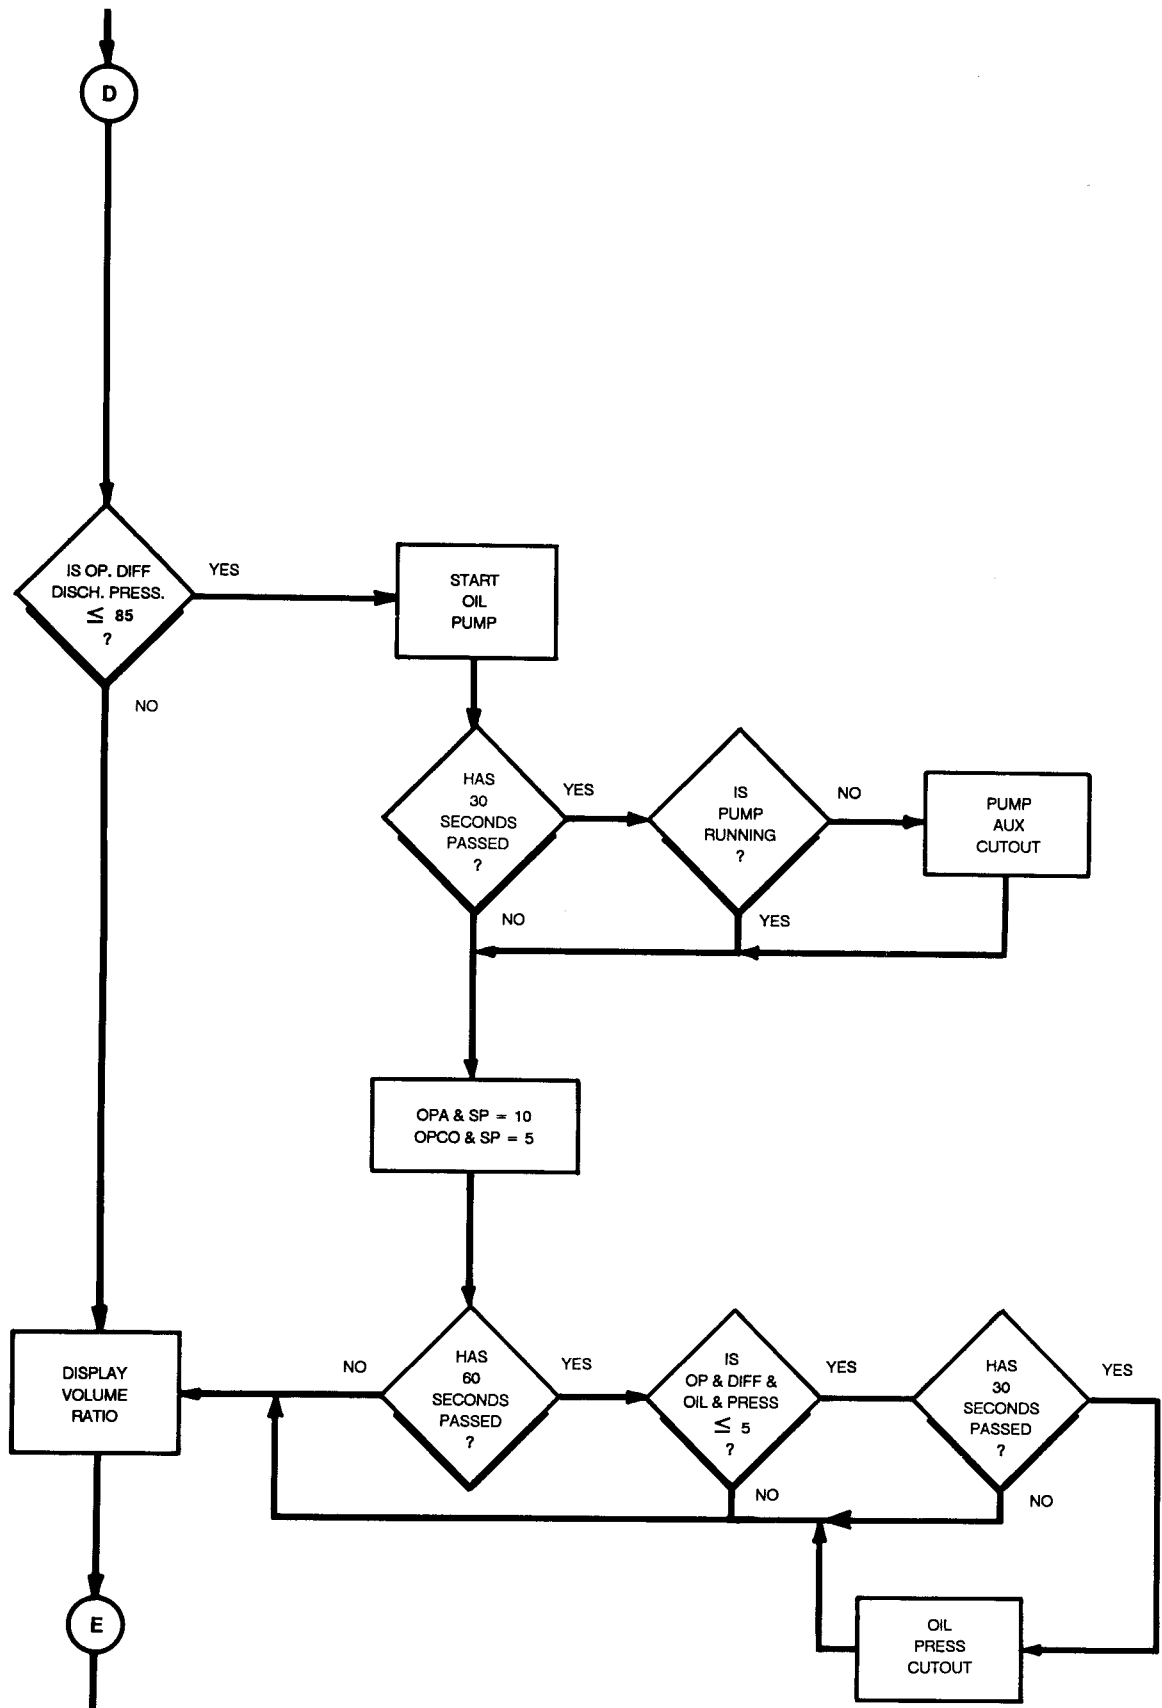 D
IS OP. DIFF
DISCH. PRESS.
≤ 85
?
YES
NO
START
OIL
PUMP
HAS
30
SECONDS
PASSED
?
YES
NO
IS
PUMP
RUNNING
?
NO
YES
PUMP
AUX
CUTOUT
OPA & SP = 10
OPCO & SP = 5
HAS
60
SECONDS
PASSED
?
NO
YES
IS
OP & DIFF &
OIL & PRESS
≤ 5
?
YES
NO
HAS
30
SECONDS
PASSED
?
YES
NO
OIL
PRESS
CUTOUT
DISPLAY
VOLUME
RATIO
E